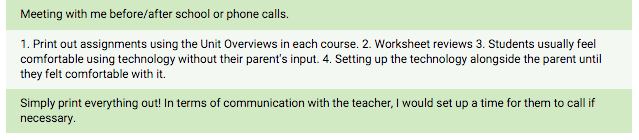 Meeting with me before/after school or phone calls.
1. Print out assignments using the Unit Overviews in each course. 2. Worksheet reviews 3. Students usually feel
comfortable using technology without their parent's input. 4. Setting up the technology alongside the parent until
they felt comfortable with it.
Simply print everything out! In terms of communication with the teacher, I would set up a time for them to call if
necessary.